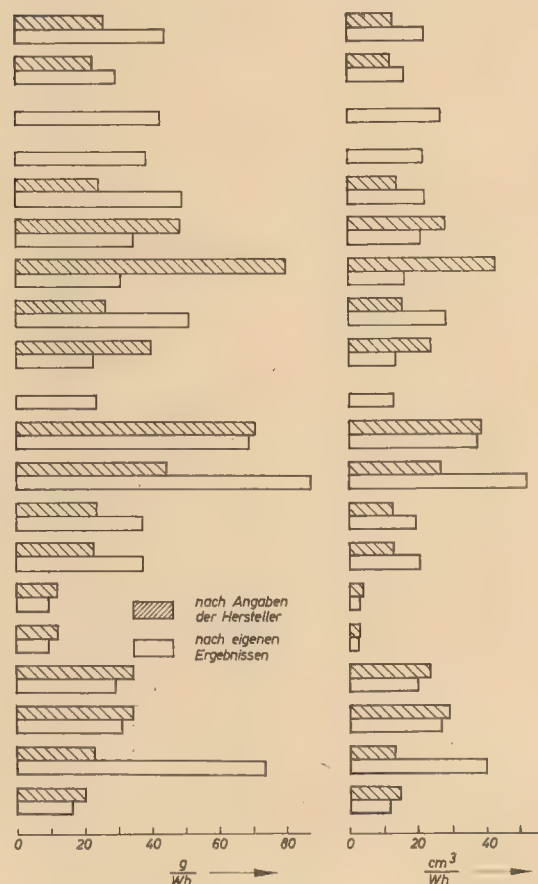 nach Angaben
der Hersteller
nach eigenen
Ergebnissen
0 20 40 60 80
g
Wh
0 20 40
cm³
Wh